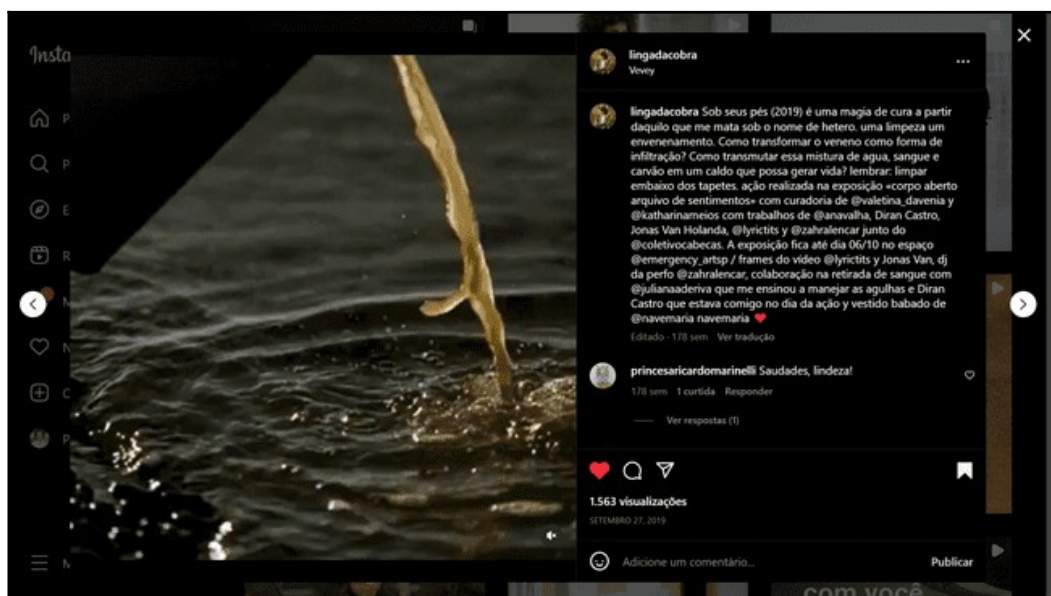 Insta
lingadacobra
Vevey
lingadacobra Sob seus pés (2019) é uma magia de cura a partir
daquilo que me mata sob o nome de hetero. uma limpeza um
envenenamento. Como transformar o veneno como forma de
infiltração? Como transmutar essa mistura de agua, sangue e
carvão em um caldo que possa gerar vida? lembrar: limpar
embaixo dos tapetes. ação realizada na exposição «corpo aberto
arquivo de sentimentos» com curadoria de @valetina_davenia y
@katharinameios com trabalhos de @anavalha, Diran Castro,
Jonas Van Holanda, @lyrictits y @zahralencar junto do
@coletivocabecas. A exposição fica até dia 06/10 no espaço
@emergency_artsp / frames do vídeo @lyrictits y Jonas Van, dj
da perfo @zahralencar, colaboração na retirada de sangue com
@julianaaderiva que me ensinou a manejar as agulhas e Diran
Castro que estava comigo no dia da ação y vestido babado de
@navemaria navemaria ❤️
Editado · 178 sem Ver tradução
princesaricardomarinelli Saudades, lindeza!
178 sem 1 curtida Responder
Ver respostas (1)
1.563 visualizações
SETEMBRO 27, 2019
Adicione um comentário... Publicar
P
P
E
R
M
N
C
P
M
com você